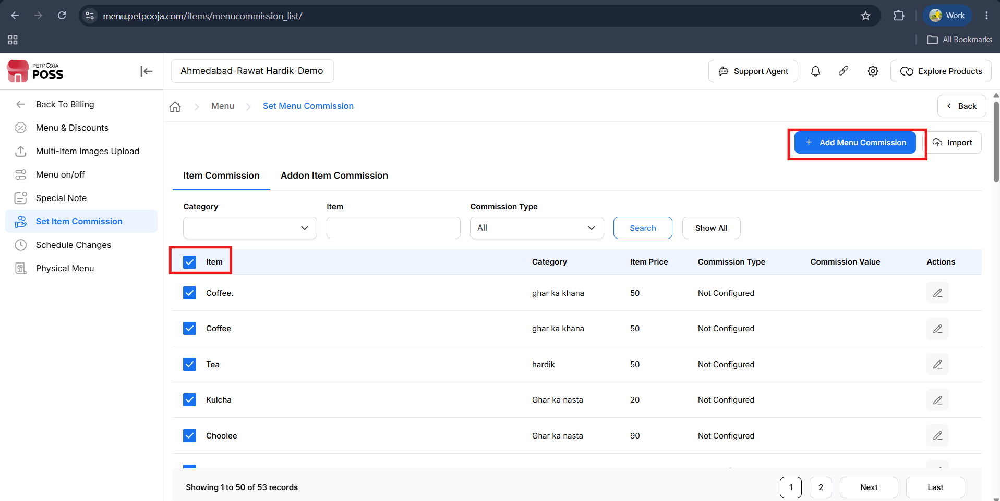 menu.petpooja.com/items/menucommission_list/
Work
All Bookmarks
PETPOOJA
POSS
Ahmedabad-Rawat Hardik-Demo
Support Agent
Explore Products
Back To Billing
Menu & Discounts
Multi-Item Images Upload
Menu on/off
Special Note
Set Item Commission
Schedule Changes
Physical Menu
Menu
Set Menu Commission
Back
Add Menu Commission
Import
Item Commission
Addon Item Commission
Category
Item
Commission Type
All
Search
Show All
Item Category Item Price Commission Type Commission Value Actions
Coffee. ghar ka khana 50 Not Configured
Coffee ghar ka khana 50 Not Configured
Tea hardik 50 Not Configured
Kulcha Ghar ka nasta 20 Not Configured
Choolee Ghar ka nasta 90 Not Configured
Showing 1 to 50 of 53 records
1 2 Next Last